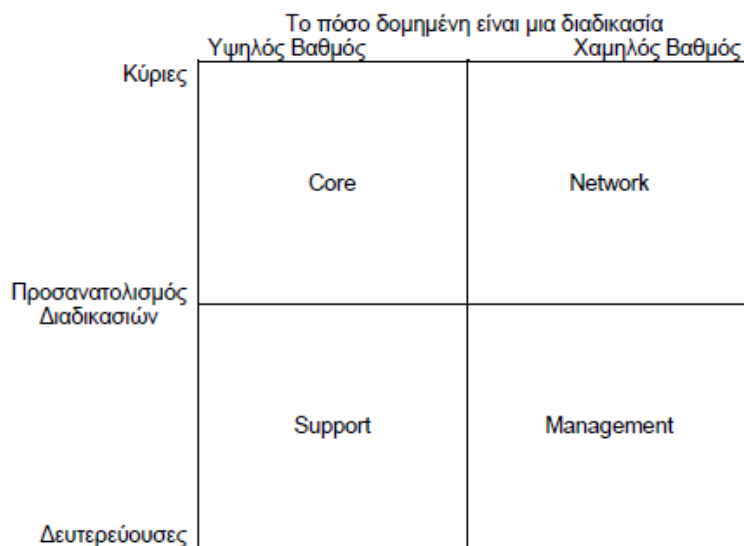 Το πόσο δομημένη είναι μια διαδικασία
Υψηλός Βαθμός Χαμηλός Βαθμός
Κύριες
Core Network
Προσανατολισμός
Διαδικασιών
Support Management
Δευτερεύουσες